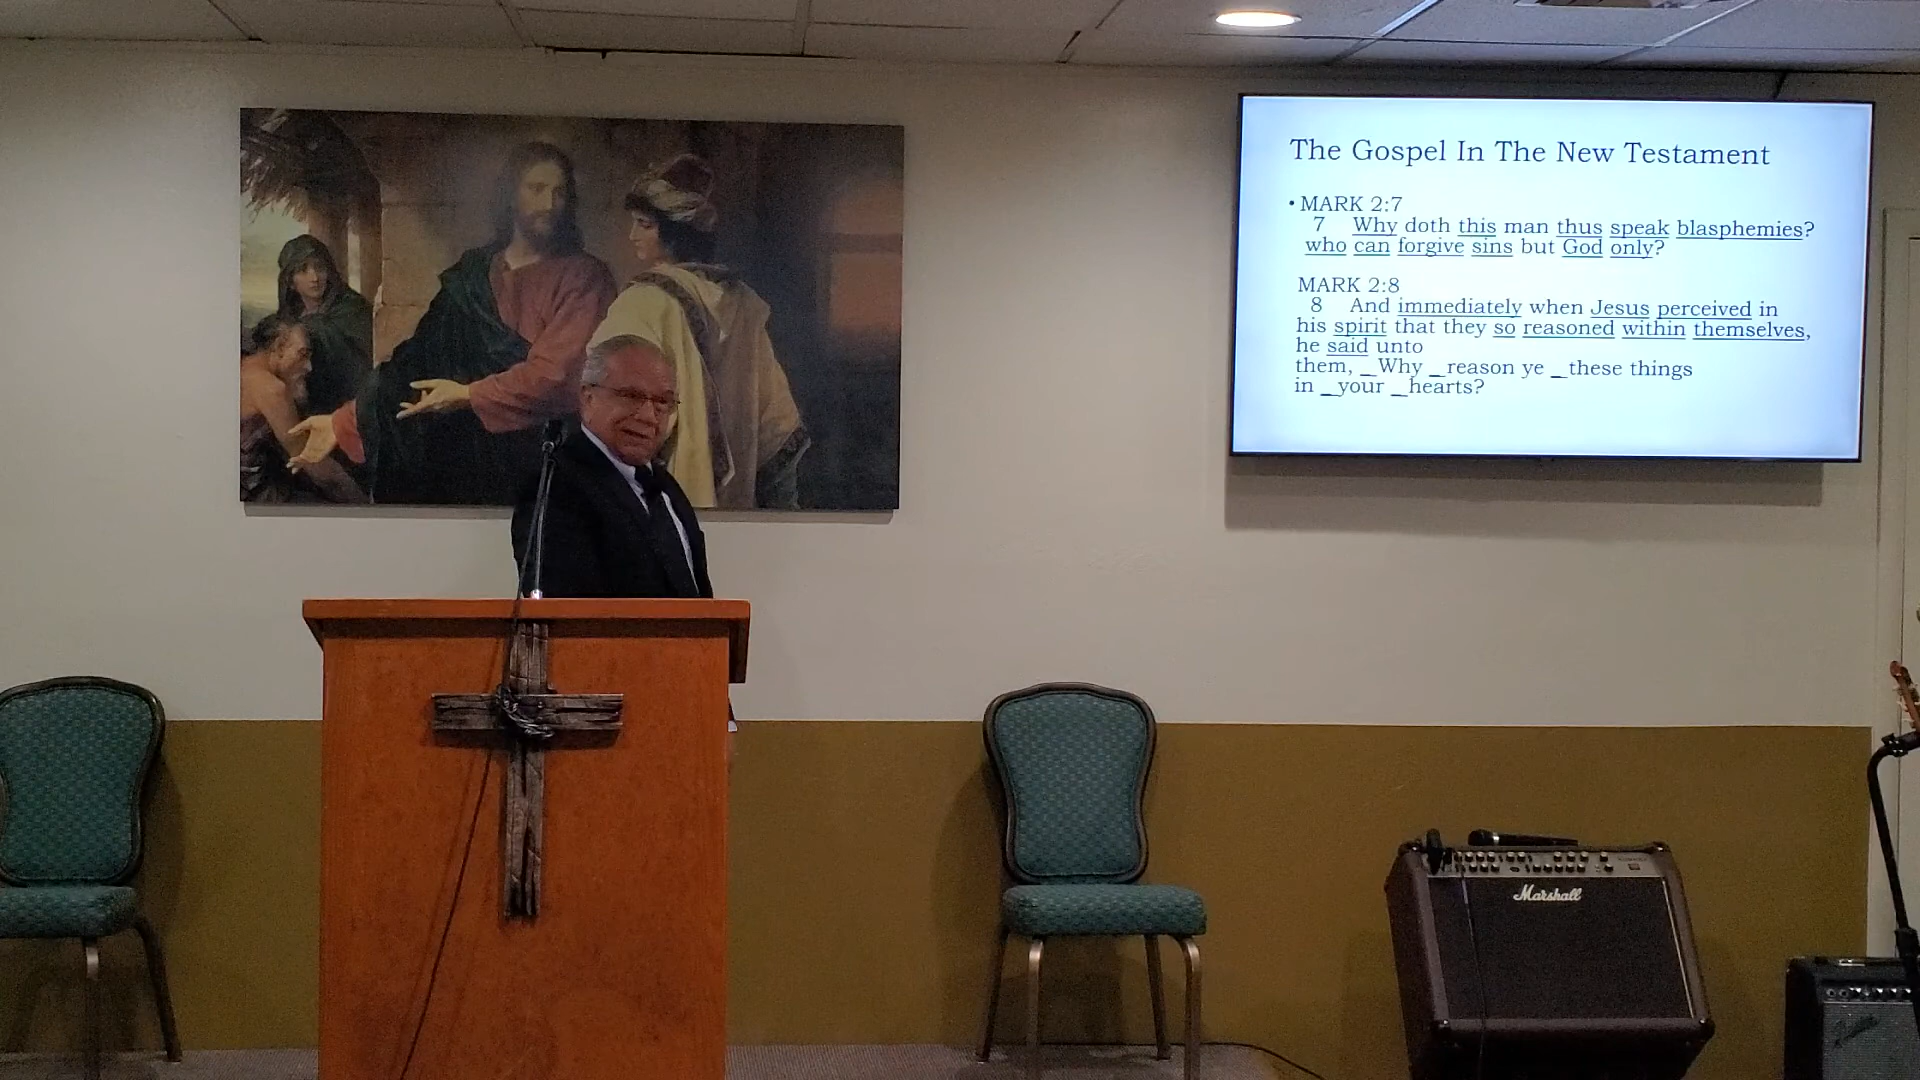 The Gospel In The New Testament
• MARK 2:7
7 Why doth this man thus speak blasphemies?
who can forgive sins but God only?
MARK 2:8
8 And immediately when Jesus perceived in
his spirit that they so reasoned within themselves,
he said unto
them, _Why _reason ye _these things
in _your _hearts?
Marshall
Fender